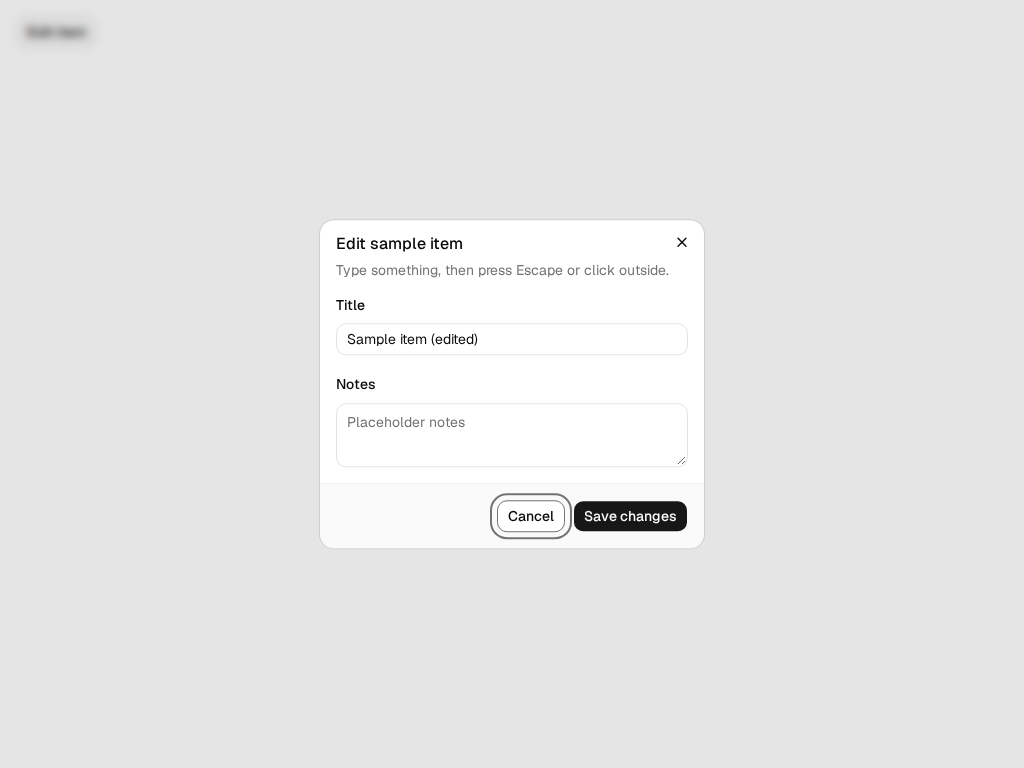 Edit sample item
Type something, then press Escape or click outside.
Title
Sample item (edited)
Notes
Placeholder notes
Cancel
Save changes